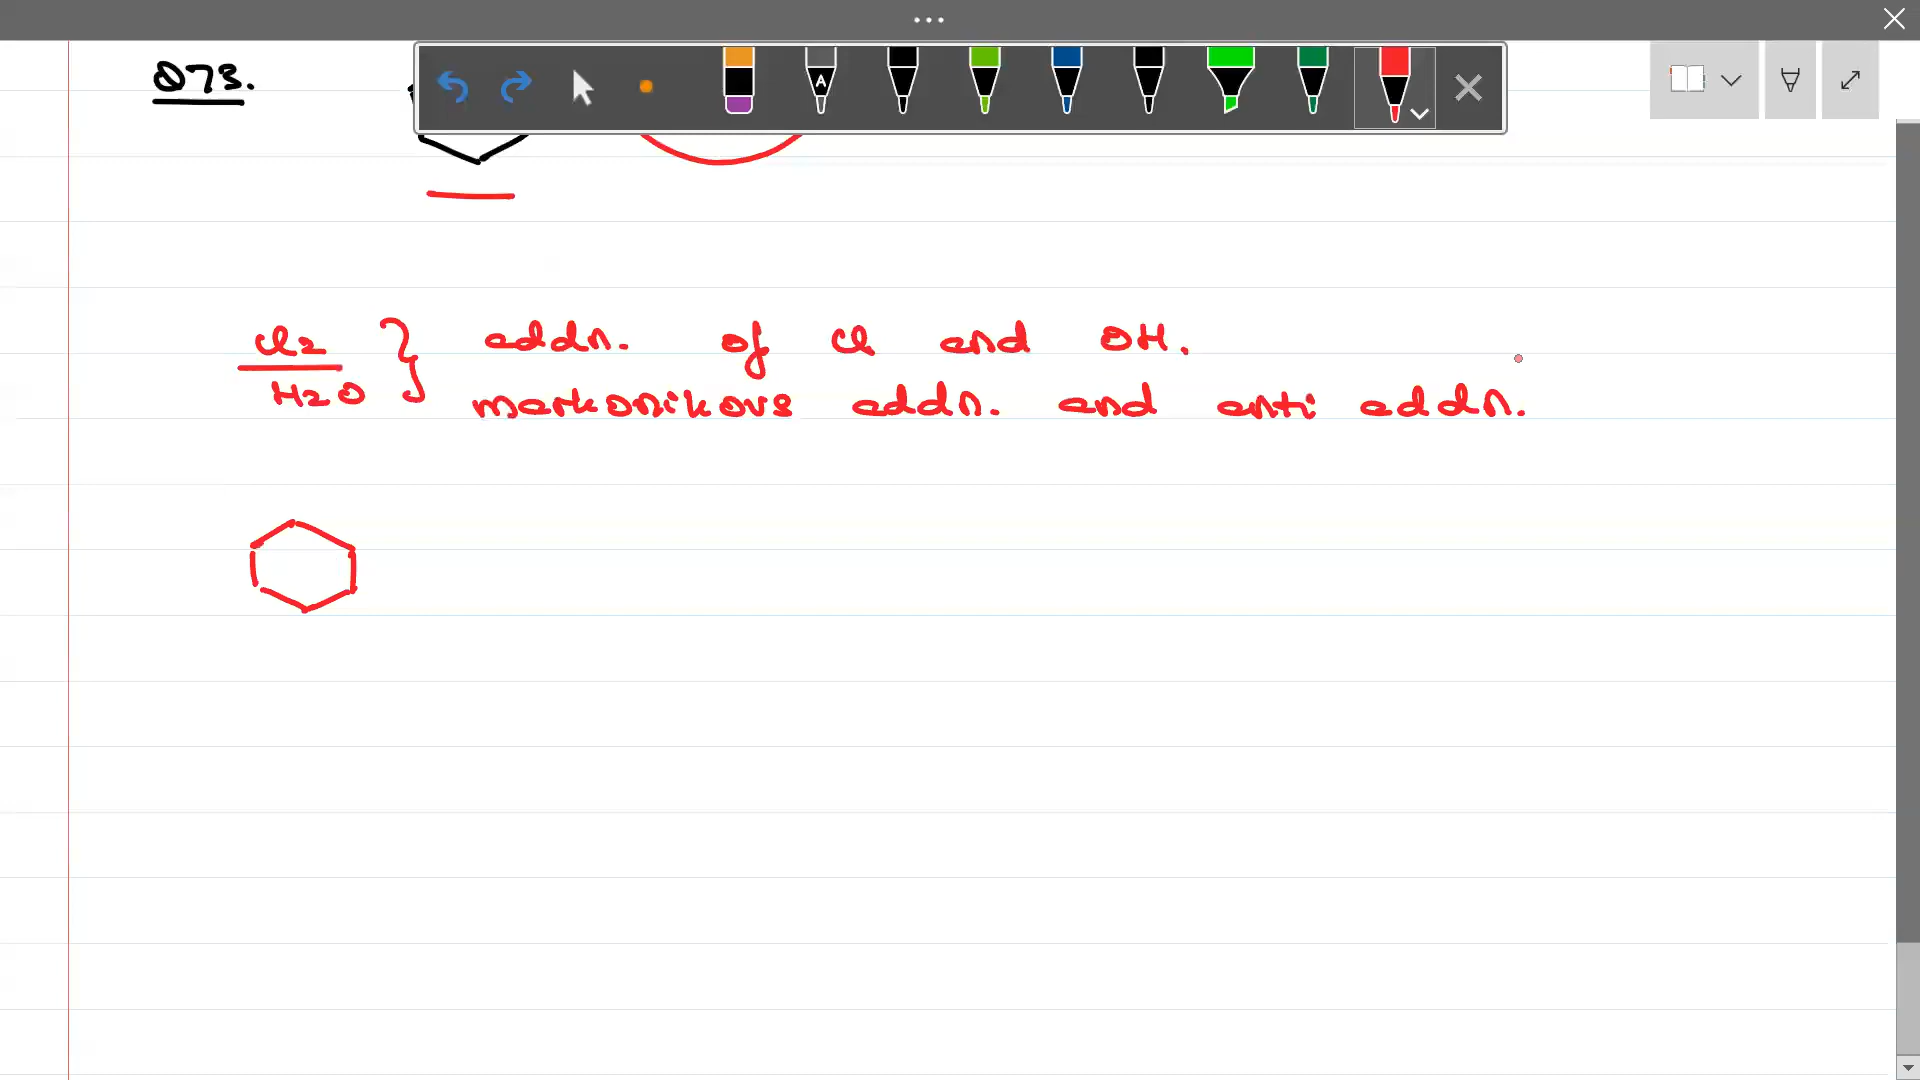 Q73.
Cl2
H2O
addn. of Cl and OH.
markonikovs addn. and anti addn.